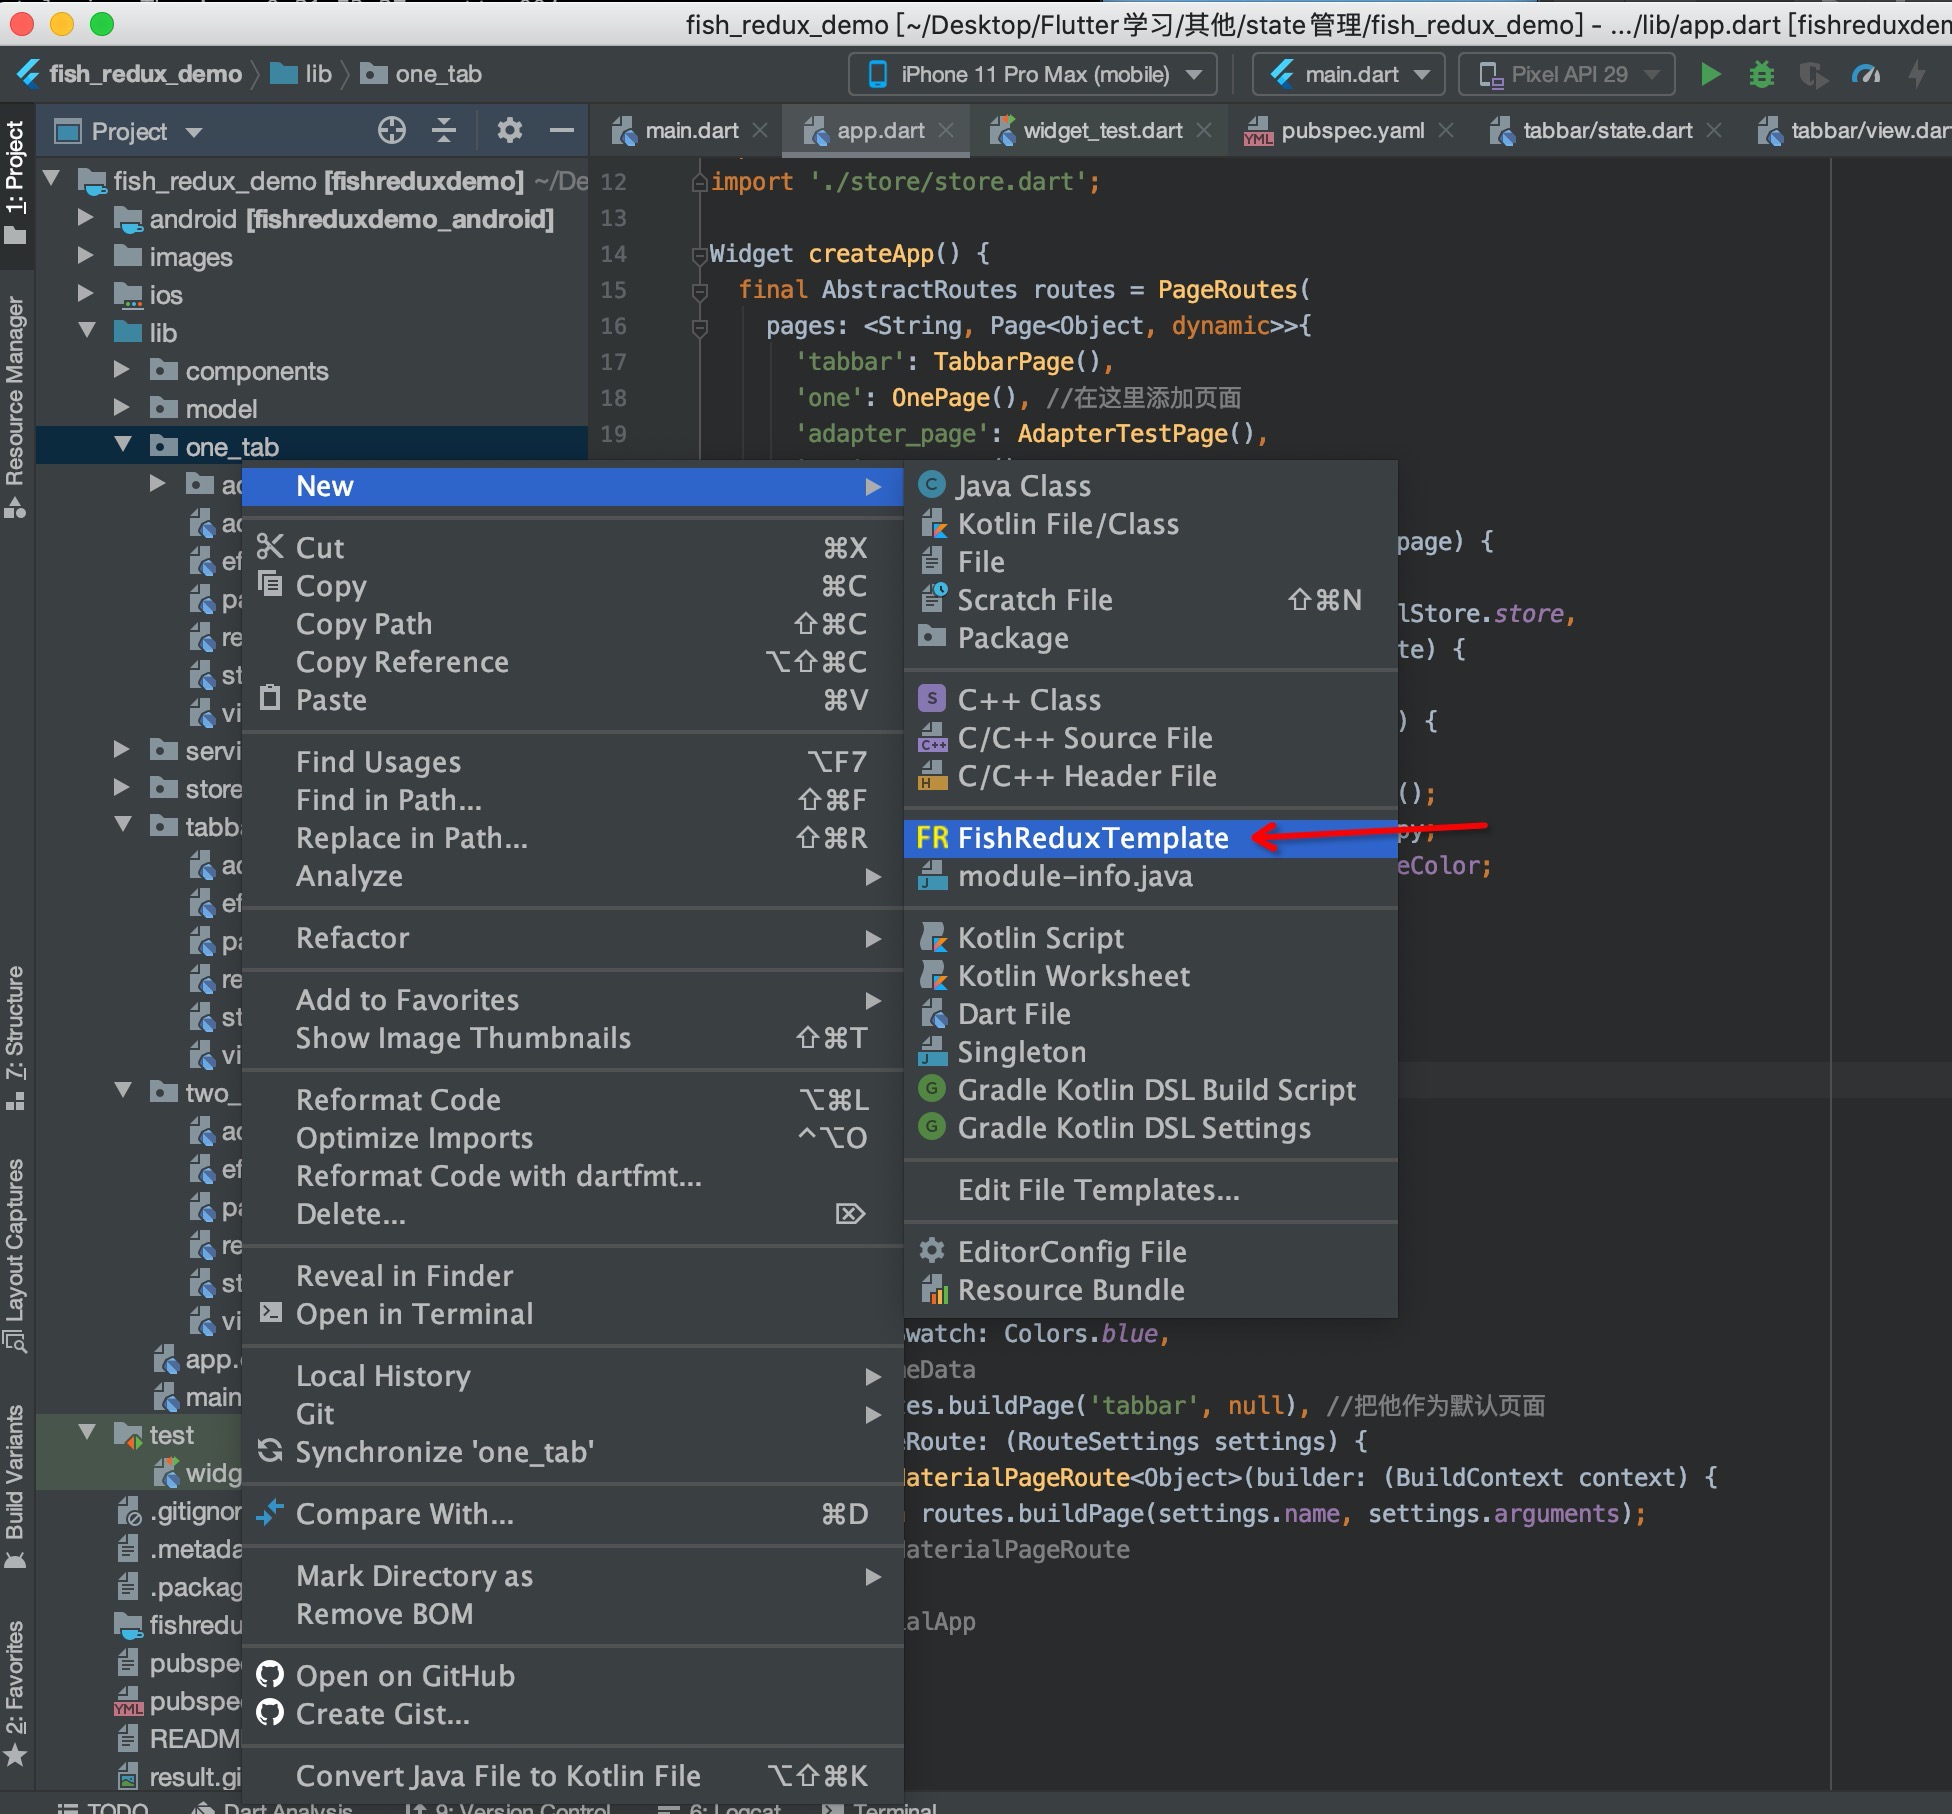 fish_redux_demo [~/Desktop/Flutter学习/其他/state管理/fish_redux_demo] - .../lib/app.dart [fishreduxdem
fish_redux_demo lib one_tab
iPhone 11 Pro Max (mobile) main.dart Pixel API 29
Project
main.dart app.dart widget_test.dart pubspec.yaml tabbar/state.dart tabbar/view.dar
1: Project
Resource Manager
7: Structure
Layout Captures
Build Variants
2: Favorites
fish_redux_demo [fishreduxdemo] ~/De
android [fishreduxdemo_android]
images
ios
lib
components
model
one_tab
ac
ac
ef
pa
re
st
vi
servi
store
tabb
ac
ef
pa
re
st
vi
two_
ac
ef
pa
re
st
vi
app.
main
test
widg
.gitignor
.metada
.packag
fishredu
pubspe
pubspe
READM
result.gi
12 import './store/store.dart';
13
14 Widget createApp() {
15 final AbstractRoutes routes = PageRoutes(
16 pages: <String, Page<Object, dynamic>>{
17 'tabbar': TabbarPage(),
18 'one': OnePage(), //在这里添加页面
19 'adapter_page': AdapterTestPage(),
page) {
lStore.store,
te) {
) {
();
py;
eColor;
watch: Colors.blue,
eData
es.buildPage('tabbar', null), //把他作为默认页面
eRoute: (RouteSettings settings) {
aterialPageRoute<Object>(builder: (BuildContext context) {
routes.buildPage(settings.name, settings.arguments);
aterialPageRoute
alApp
New
Cut ⌘X
Copy ⌘C
Copy Path ⇧⌘C
Copy Reference ⌥⇧⌘C
Paste ⌘V
Find Usages ⌥F7
Find in Path... ⇧⌘F
Replace in Path... ⇧⌘R
Analyze
Refactor
Add to Favorites
Show Image Thumbnails ⇧⌘T
Reformat Code ⌥⌘L
Optimize Imports ^⌥O
Reformat Code with dartfmt...
Delete... ⌦
Reveal in Finder
Open in Terminal
Local History
Git
Synchronize 'one_tab'
Compare With... ⌘D
Mark Directory as
Remove BOM
Open on GitHub
Create Gist...
Convert Java File to Kotlin File ⌥⇧⌘K
Java Class
Kotlin File/Class
File
Scratch File ⇧⌘N
Package
C++ Class
C/C++ Source File
C/C++ Header File
FR FishReduxTemplate
module-info.java
Kotlin Script
Kotlin Worksheet
Dart File
Singleton
Gradle Kotlin DSL Build Script
Gradle Kotlin DSL Settings
Edit File Templates...
EditorConfig File
Resource Bundle
TODO Dart Analysis 9: Version Control 6: Logcat Terminal